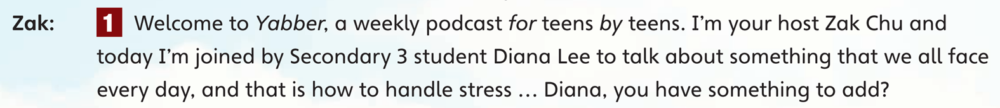 Zak: 1 Welcome to Yabber, a weekly podcast for teens by teens. I'm your host Zak Chu and
today I'm joined by Secondary 3 student Diana Lee to talk about something that we all face
every day, and that is how to handle stress ... Diana, you have something to add?